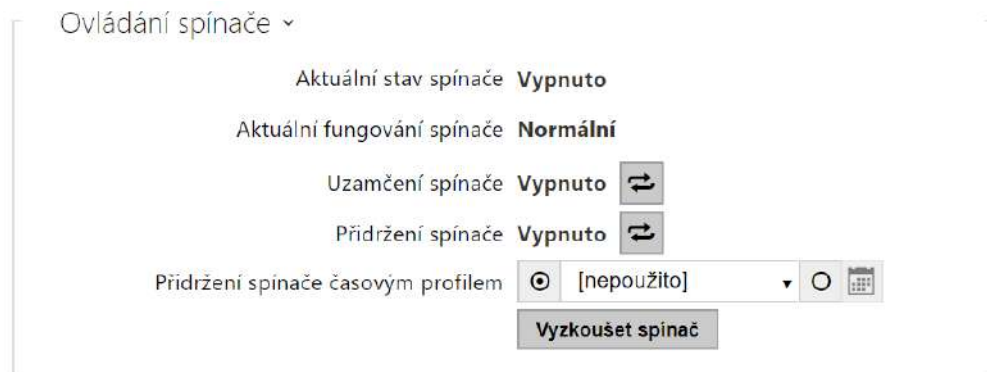 Ovládání spínače
Aktuální stav spínače Vypnuto
Aktuální fungování spínače Normální
Uzamčení spínače Vypnuto
Přidržení spínače Vypnuto
Přidržení spínače časovým profilem [nepoužito]
Vyzkoušet spínač